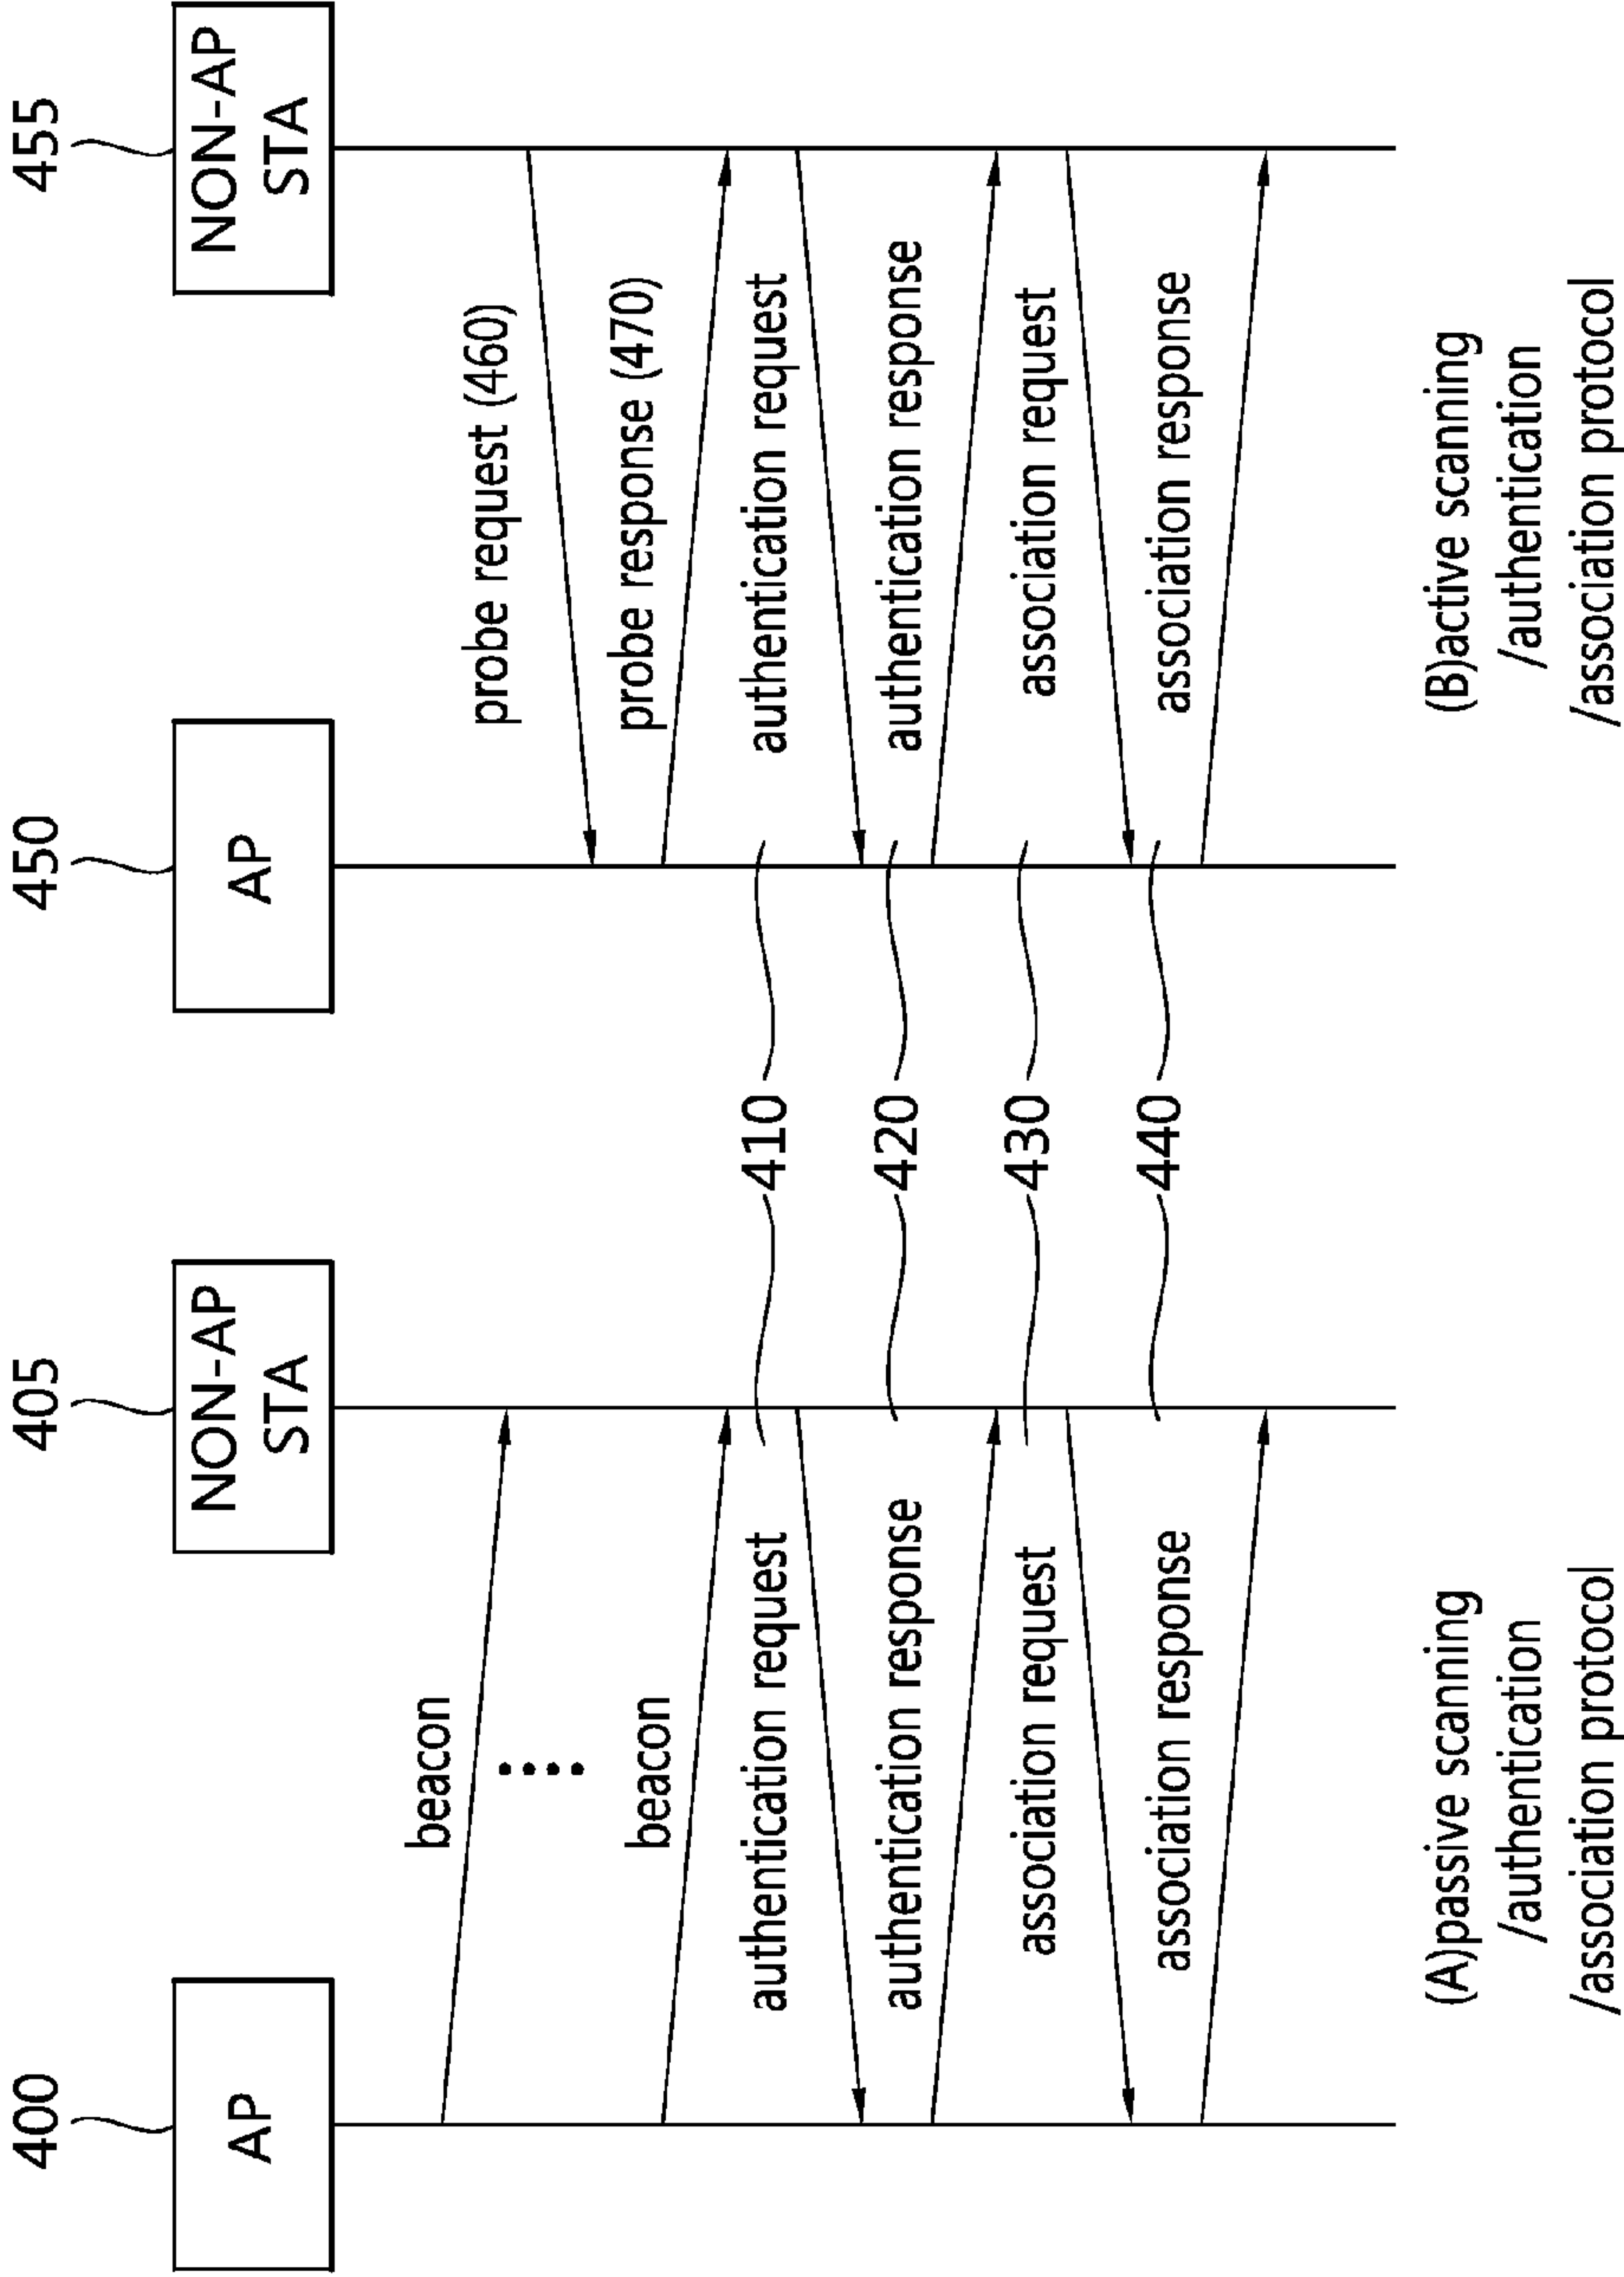 400
405
450
455
AP
NON-AP
STA
AP
NON-AP
STA
beacon
beacon
authentication request
authentication response
association request
association response
410
420
430
440
probe request (460)
probe response (470)
authentication request
authentication response
association request
association response
(A)passive scanning
/authentication
/association protocol
(B)active scanning
/authentication
/association protocol